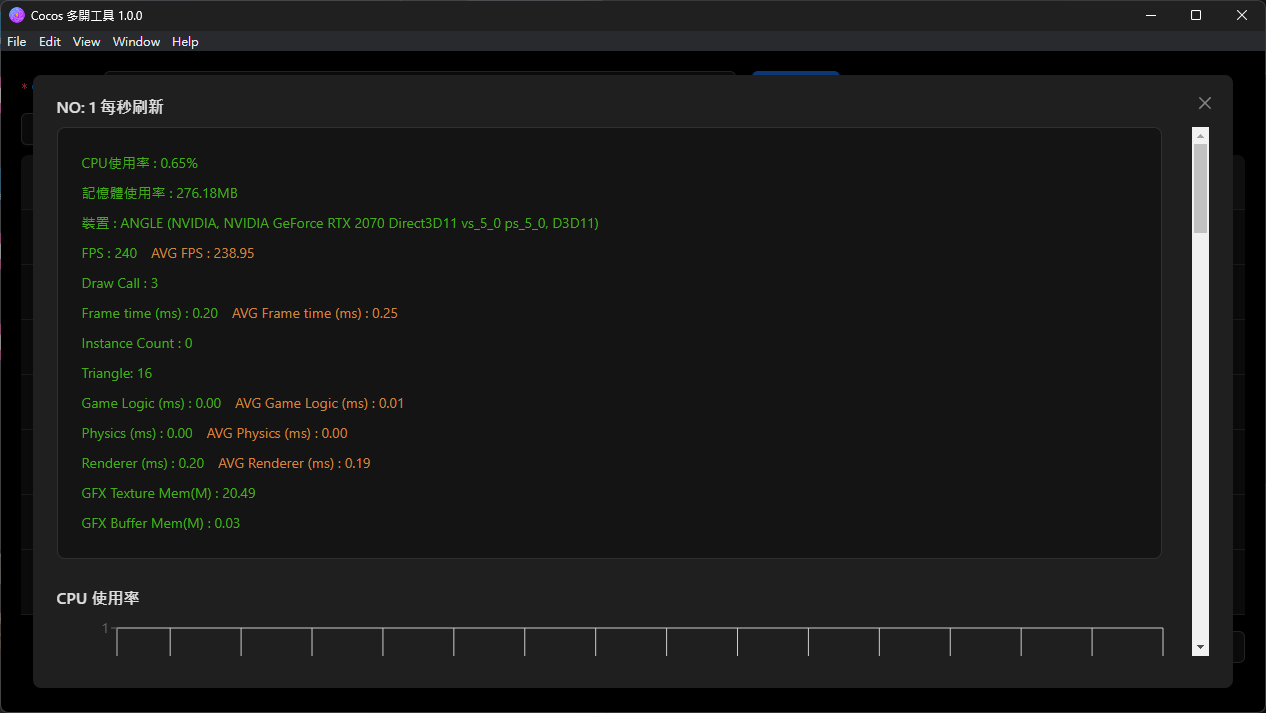 Cocos 多開工具 1.0.0
File Edit View Window Help
*
NO: 1 每秒刷新
CPU使用率 : 0.65%
記憶體使用率 : 276.18MB
裝置 : ANGLE (NVIDIA, NVIDIA GeForce RTX 2070 Direct3D11 vs_5_0 ps_5_0, D3D11)
FPS : 240 AVG FPS : 238.95
Draw Call : 3
Frame time (ms) : 0.20 AVG Frame time (ms) : 0.25
Instance Count : 0
Triangle: 16
Game Logic (ms) : 0.00 AVG Game Logic (ms) : 0.01
Physics (ms) : 0.00 AVG Physics (ms) : 0.00
Renderer (ms) : 0.20 AVG Renderer (ms) : 0.19
GFX Texture Mem(M) : 20.49
GFX Buffer Mem(M) : 0.03
CPU 使用率
1